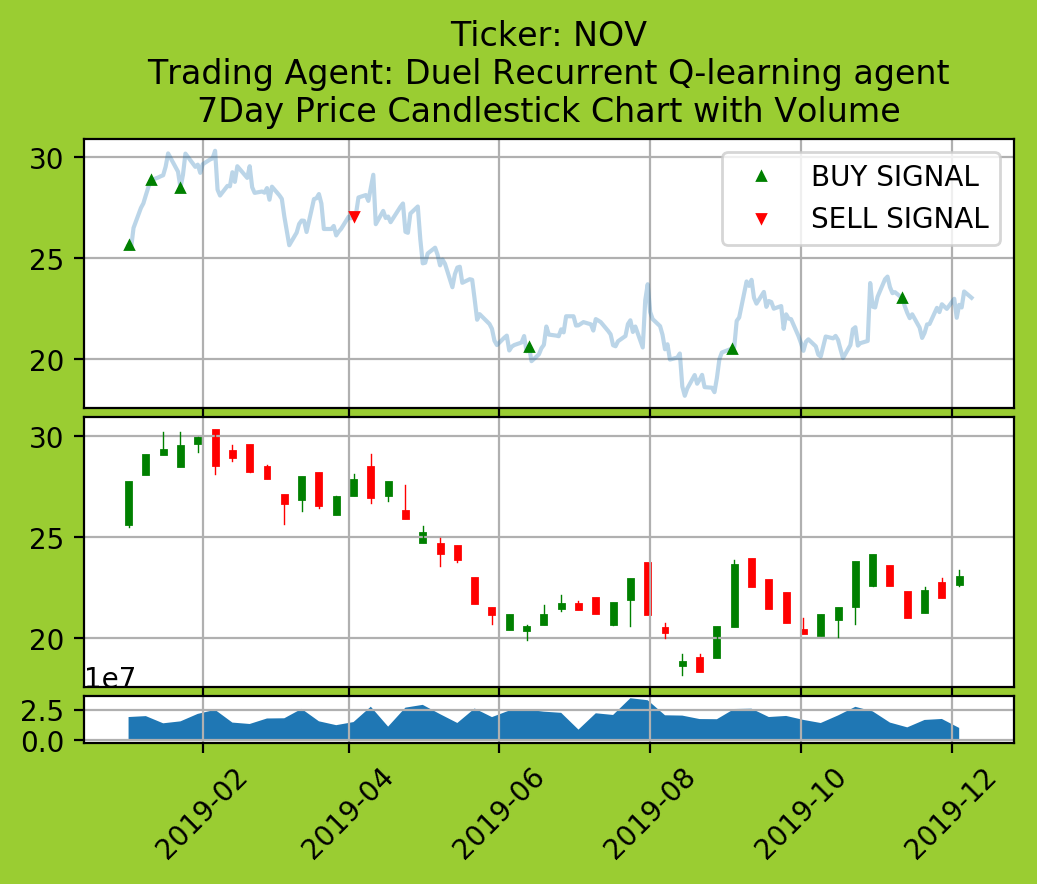 Ticker: NOV
Trading Agent: Duel Recurrent Q-learning agent
7Day Price Candlestick Chart with Volume
30
25
20
BUY SIGNAL
SELL SIGNAL
30
25
20
1e7
2.5
0.0
2019-02
2019-04
2019-06
2019-08
2019-10
2019-12